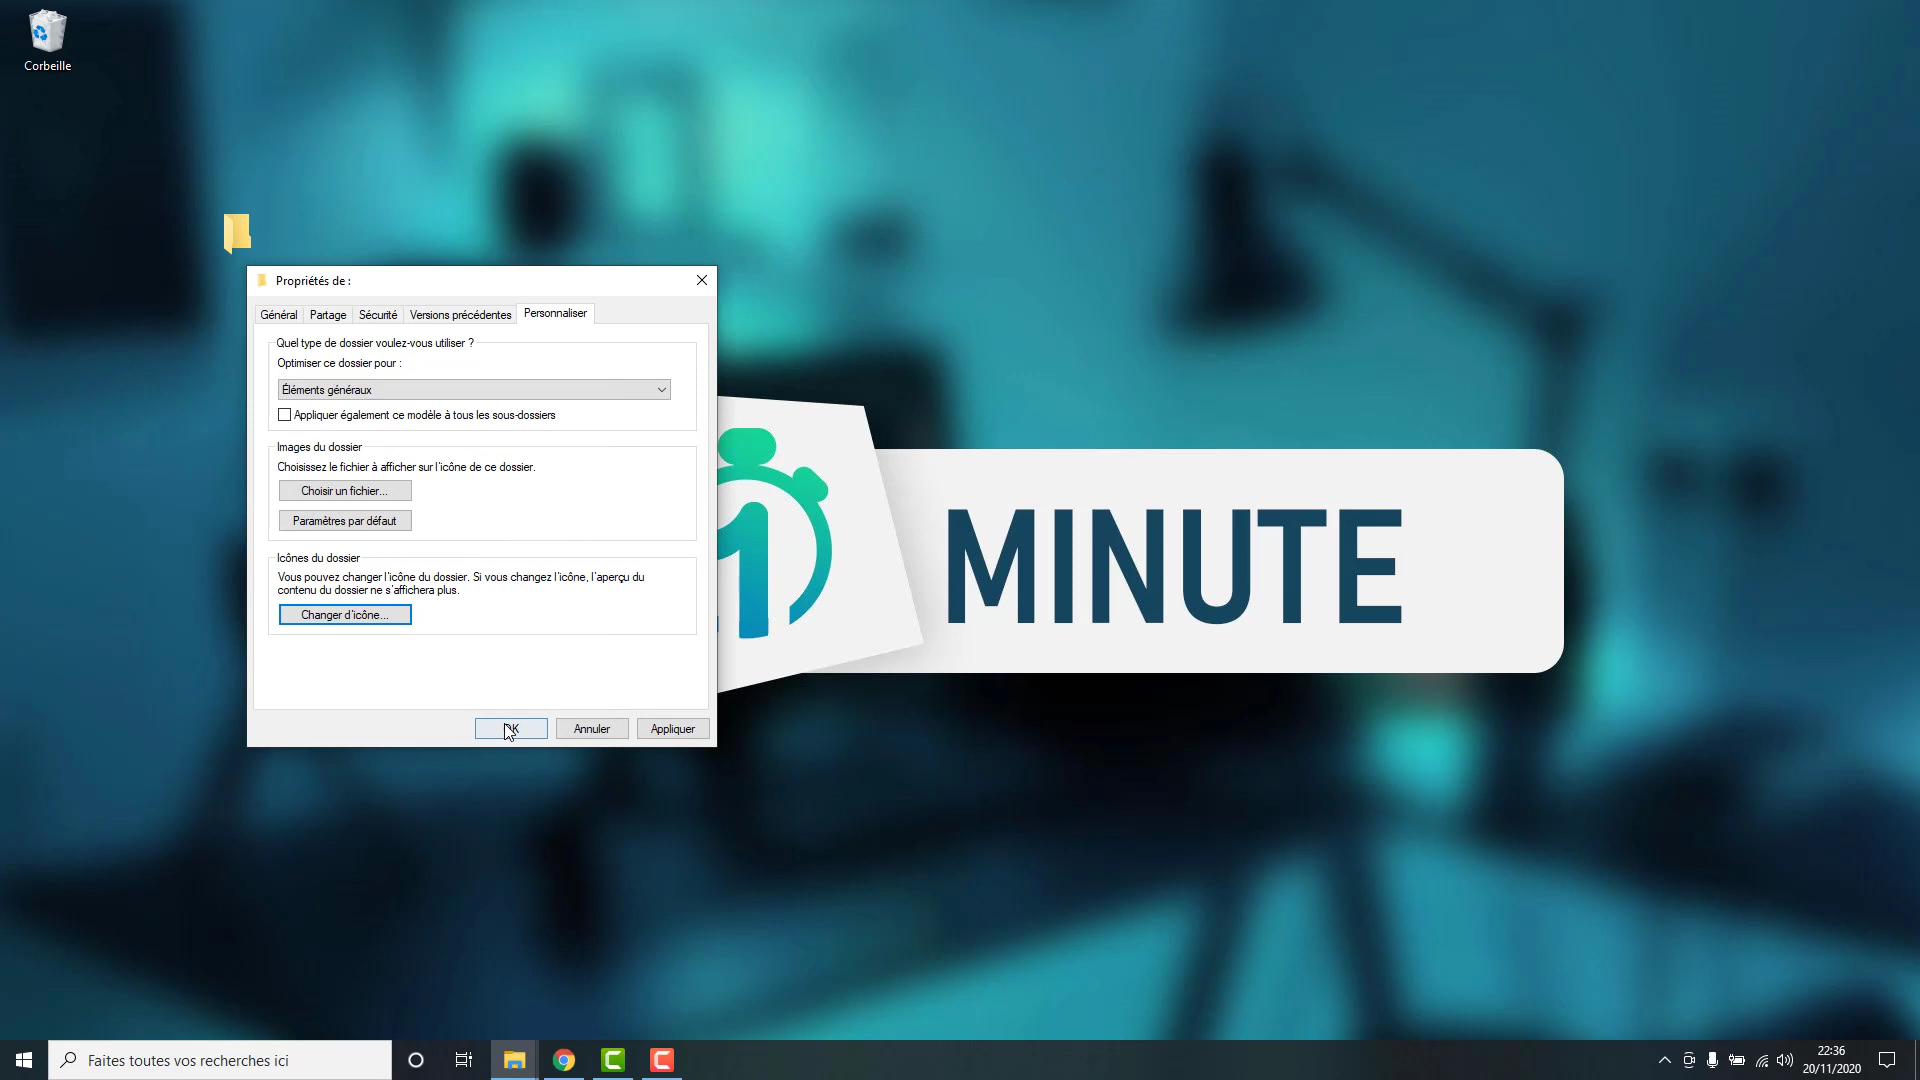 Corbeille
Propriétés de :
Général
Partage
Sécurité
Versions précédentes
Personnaliser
Quel type de dossier voulez-vous utiliser ?
Optimiser ce dossier pour :
Éléments généraux
Appliquer également ce modèle à tous les sous-dossiers
Images du dossier
Choisissez le fichier à afficher sur l'icône de ce dossier.
Choisir un fichier...
Paramètres par défaut
Icônes du dossier
Vous pouvez changer l'icône du dossier. Si vous changez l'icône, l'aperçu du
contenu du dossier ne s'affichera plus.
Changer d'icône...
OK
Annuler
Appliquer
1
MINUTE
Faites toutes vos recherches ici
22:36
20/11/2020